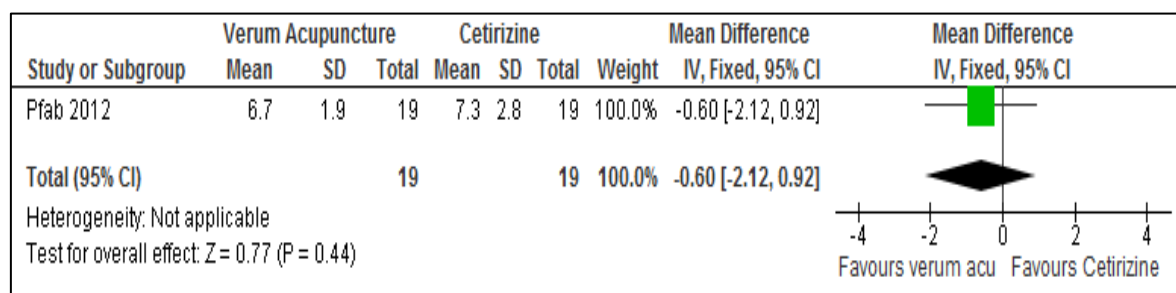 Verum Acupuncture Cetirizine Mean Difference Mean Difference
Study or Subgroup Mean SD Total Mean SD Total Weight IV, Fixed, 95% CI IV, Fixed, 95% CI
Pfab 2012 6.7 1.9 19 7.3 2.8 19 100.0% -0.60 [-2.12, 0.92]
Total (95% CI) 19 19 100.0% -0.60 [-2.12, 0.92]
Heterogeneity: Not applicable
Test for overall effect: Z = 0.77 (P = 0.44)
-4 -2 0 2 4
Favours verum acu Favours Cetirizine